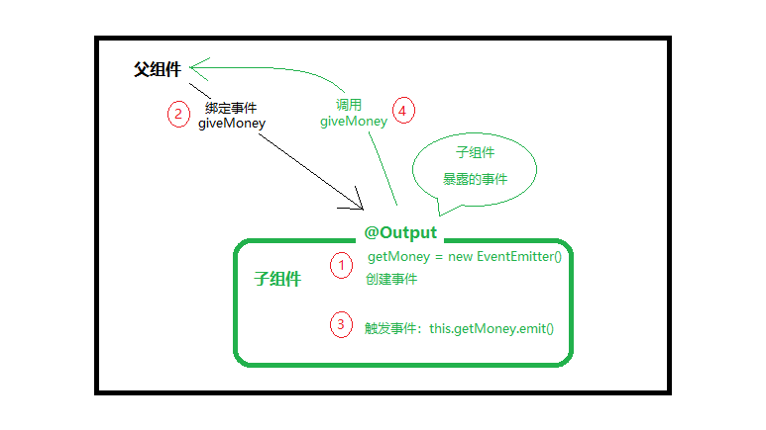 父组件
2
绑定事件
giveMoney
调用
giveMoney
4
子组件
暴露的事件
@Output
1
getMoney = new EventEmitter()
创建事件
子组件
3
触发事件：this.getMoney.emit()